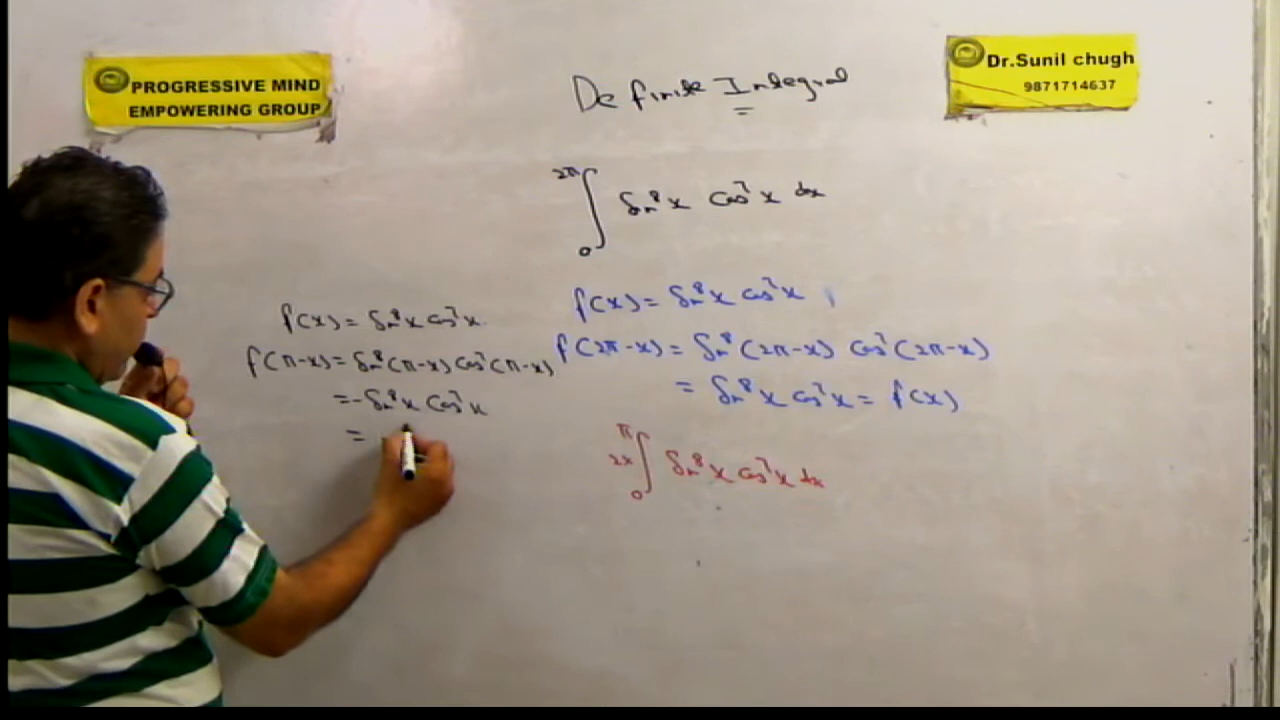 PROGRESSIVE MIND
EMPOWERING GROUP
Dr.Sunil chugh
9871714637
Definite Integral
∫₀^2π Sin⁸x Cos⁷x dx
f(x) = Sin⁸x Cos⁷x
f(2π-x) = Sin⁸(2π-x) Cos⁷(2π-x)
= Sin⁸x Cos⁷x = f(x)
2x∫₀^π Sin⁸x Cos⁷x dx
f(x) = Sin⁸x Cos⁷x
f(π-x) = Sin⁸(π-x) Cos⁷(π-x)
= -Sin⁸x Cos⁷x
=